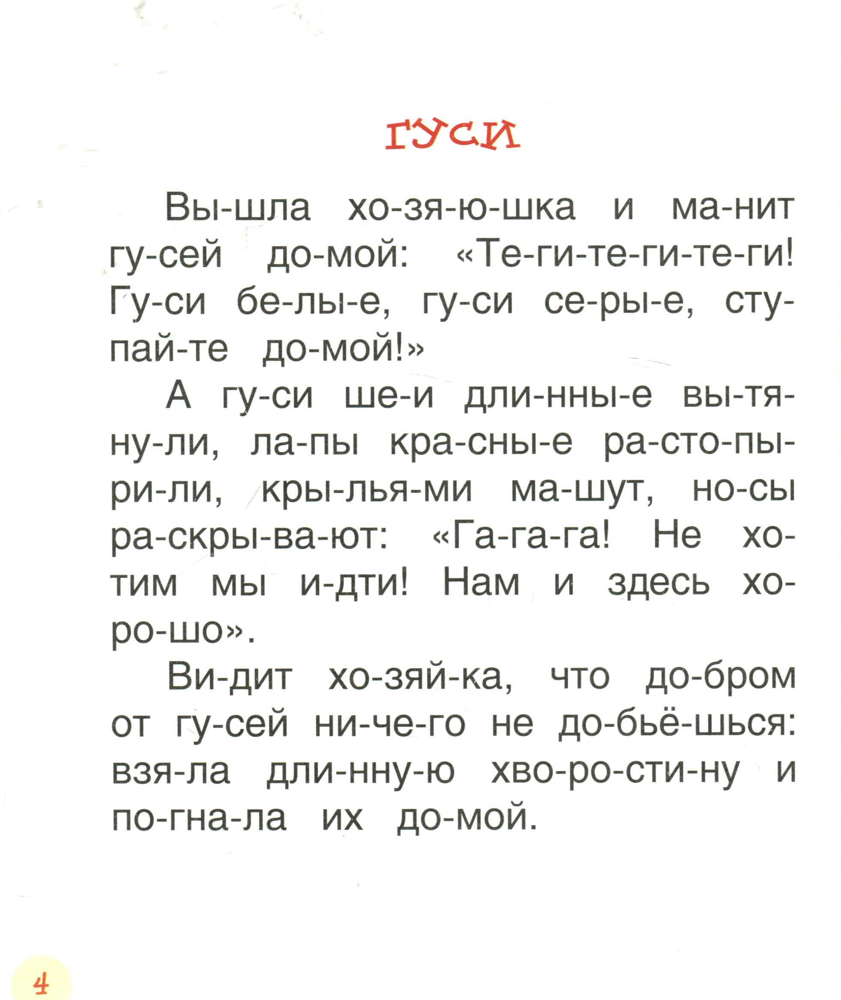 ГУСИ
Вы-шла хо-зя-ю-шка и ма-нит
гу-сей до-мой: «Те-ги-те-ги-те-ги!
Гу-си бе-лы-е, гу-си се-ры-е, сту-
пай-те до-мой!»
А гу-си ше-и дли-нны-е вы-тя-
ну-ли, ла-пы кра-сны-е ра-сто-пы-
ри-ли, кры-лья-ми ма-шут, но-сы
ра-скры-ва-ют: «Га-га-га! Не хо-
тим мы и-дти! Нам и здесь хо-
ро-шо».
Ви-дит хо-зяй-ка, что до-бром
от гу-сей ни-че-го не до-бьё-шься:
взя-ла дли-нну-ю хво-ро-сти-ну и
по-гна-ла их до-мой.
4